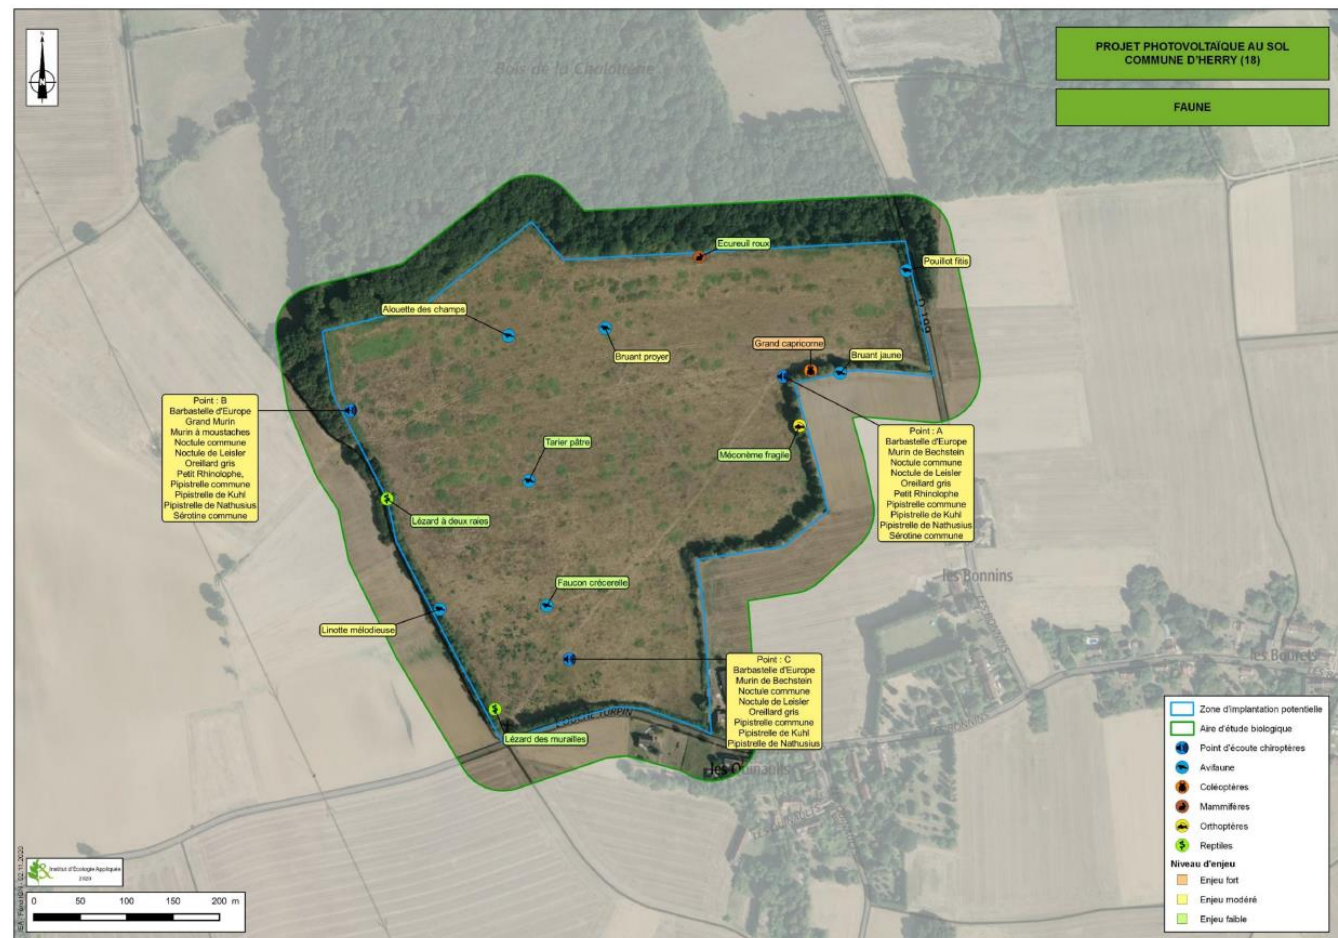 PROJET PHOTOVOLTAÏQUE AU SOL
COMMUNE D'HERRY (18)
FAUNE
N
Bois de la Chalotterie
Ecureuil roux
Pouillot fitis
D 199
Alouette des champs
Bruant proyer
Grand capricorne
Bruant jaune
Point : B
Barbastelle d'Europe
Grand Murin
Murin à moustaches
Noctule commune
Noctule de Leisler
Oreillard gris
Petit Rhinolophe,
Pipistrelle commune
Pipistrelle de Kuhl
Pipistrelle de Nathusius
Sérotine commune
Tarier pâtre
Méconème fragile
Point : A
Barbastelle d'Europe
Murin de Bechstein
Noctule commune
Noctule de Leisler
Oreillard gris
Petit Rhinolophe
Pipistrelle commune
Pipistrelle de Kuhl
Pipistrelle de Nathusius
Sérotine commune
Lézard à deux raies
Faucon crécerelle
les Bonnins
Linotte mélodieuse
Point : C
Barbastelle d'Europe
Murin de Bechstein
Noctule commune
Noctule de Leisler
Oreillard gris
Pipistrelle commune
Pipistrelle de Kuhl
Pipistrelle de Nathusius
les Bourets
Lézard des murailles
les Quinaults
Zone d'implantation potentielle
Aire d'étude biologique
Point d'écoute chiroptères
Avifaune
Coléoptères
Mammifères
Orthoptères
Reptiles
Niveau d'enjeu
Enjeu fort
Enjeu modéré
Enjeu faible
Institut d'Ecologie Appliquée
2020
0 50 100 150 200 m